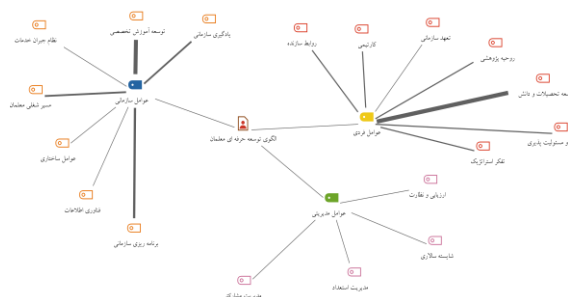 نظام جبران خدمات
توسعه آموزش تخصصی
یادگیری سازمانی
عوامل سازمانی
مسیر شغلی معلمان
عوامل ساختاری
فناوری اطلاعات
برنامه ریزی سازمانی
الگوی توسعه حرفه ای معلمان
روابط سازنده
کارتیمی
تعهد سازمانی
روحیه پژوهشی
تحصیلات و دانش
و مسئولیت پذیری
تفکر استراتژیک
عوامل فردی
عوامل مدیریتی
ارزیابی و نظارت
شایسته سالاری
مدیریت استعداد